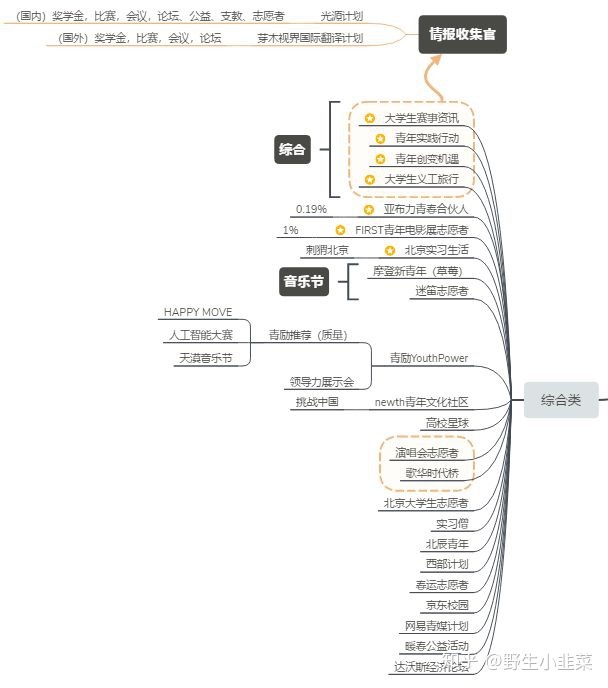 （国内）奖学金，比赛，会议，论坛、公益、支教、志愿者 光源计划
（国外）奖学金，比赛，会议，论坛 芽木视界国际翻译计划
情报收集官
综合
大学生赛事资讯
青年实践行动
青年创变机遇
大学生义工旅行
0.19% 亚布力青春合伙人
1% FIRST青年电影展志愿者
刺猬北京 北京实习生活
音乐节
摩登新青年（草莓）
迷笛志愿者
HAPPY MOVE
人工智能大赛 青励推荐（质量）
天漠音乐节
青励YouthPower
领导力展示会
挑战中国 newth青年文化社区
综合类
高校星球
演唱会志愿者
歌华时代桥
北京大学生志愿者
实习僧
北辰青年
西部计划
春运志愿者
京东校园
网易青媒计划
暖春公益活动
达沃斯经济论坛
知乎 @野生小韭菜